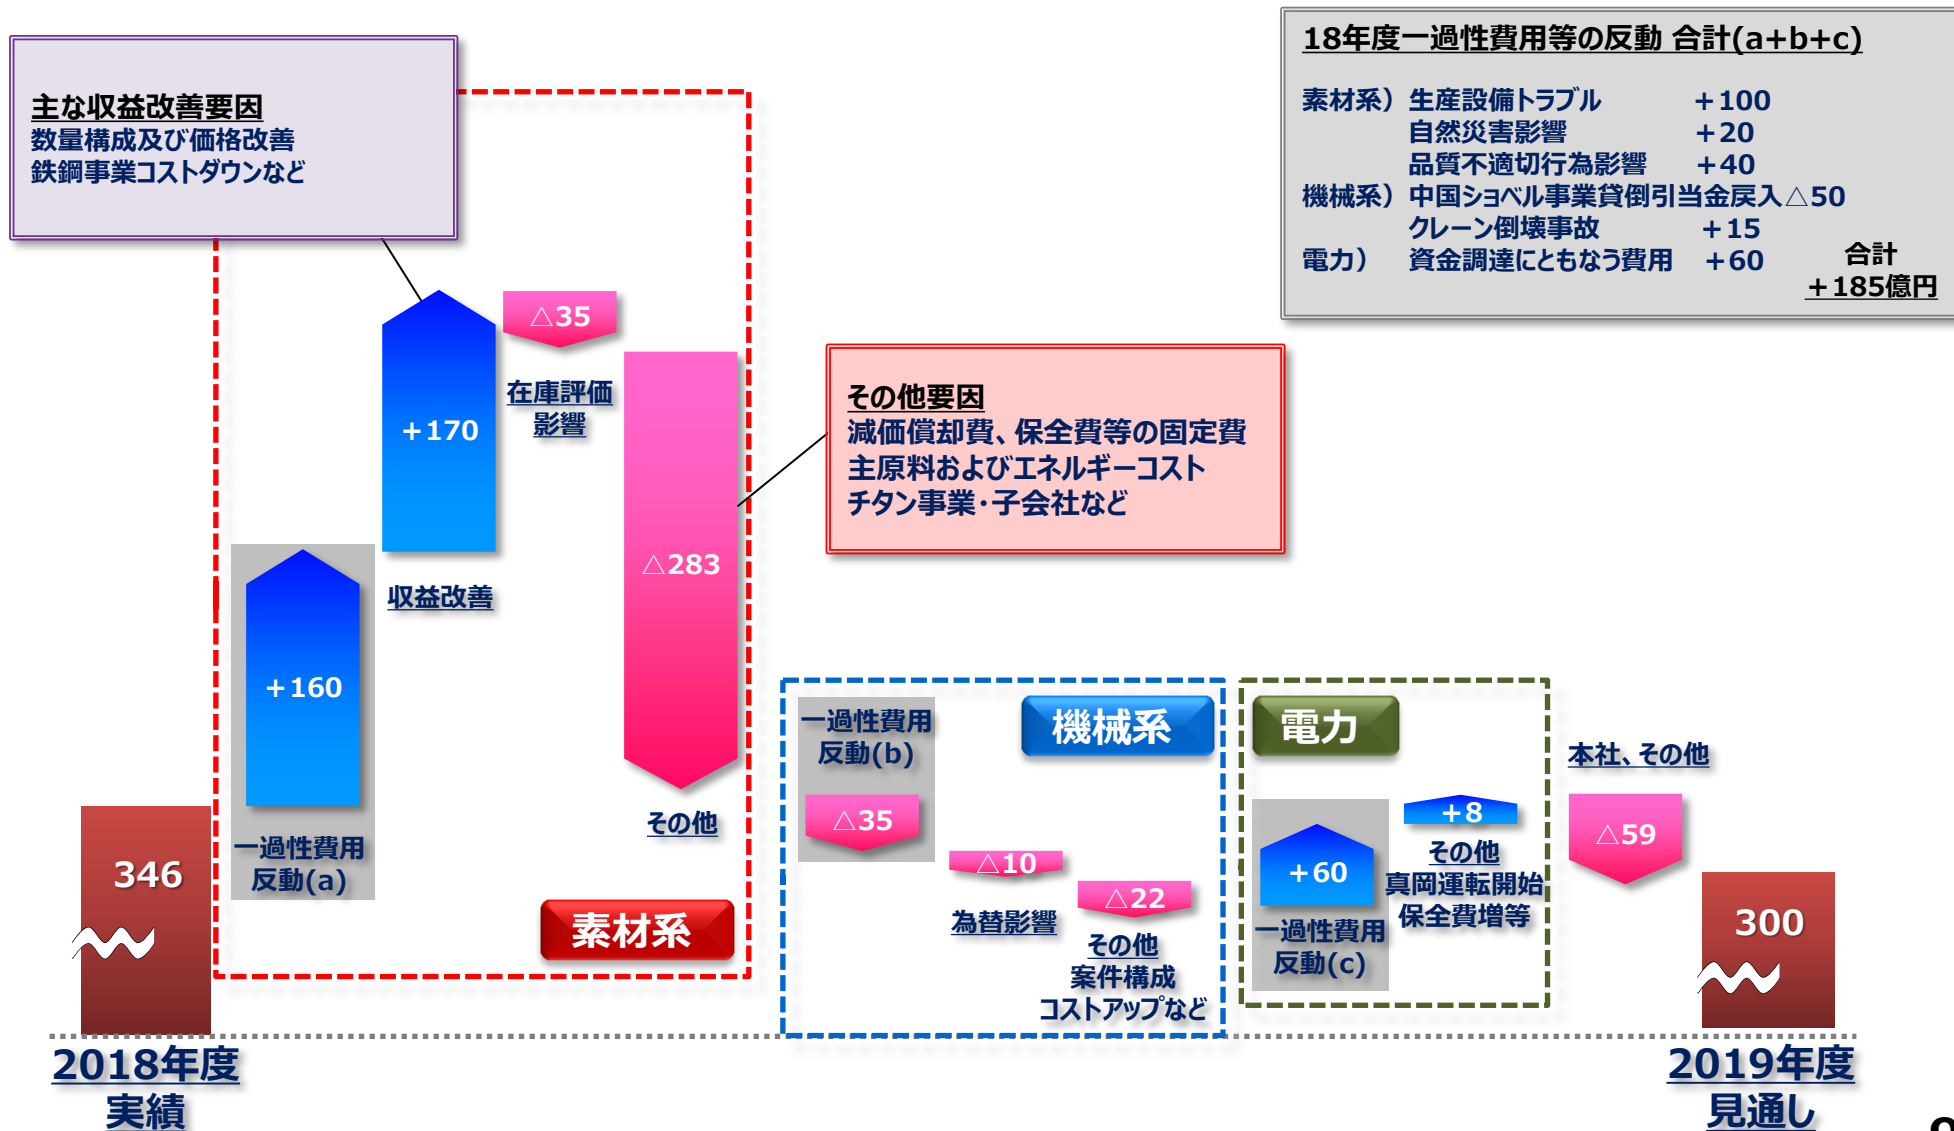 18年度一過性費用等の反動 合計(a+b+c)
素材系） 生産設備トラブル +100
自然災害影響 +20
品質不適切行為影響 +40
機械系） 中国ショベル事業貸倒引当金戻入△50
クレーン倒壊事故 +15
電力） 資金調達にともなう費用 +60
合計
+185億円
主な収益改善要因
数量構成及び価格改善
鉄鋼事業コストダウンなど
△35
在庫評価
影響
+170
収益改善
その他要因
減価償却費、保全費等の固定費
主原料およびエネルギーコスト
チタン事業・子会社など
△283
その他
+160
一過性費用
反動(a)
素材系
346
一過性費用
反動(b)
△35
機械系
△10
為替影響
△22
その他
案件構成
コストアップなど
電力
+60
一過性費用
反動(c)
+8
その他
真岡運転開始
保全費増等
本社、その他
△59
300
2018年度
実績
2019年度
見通し